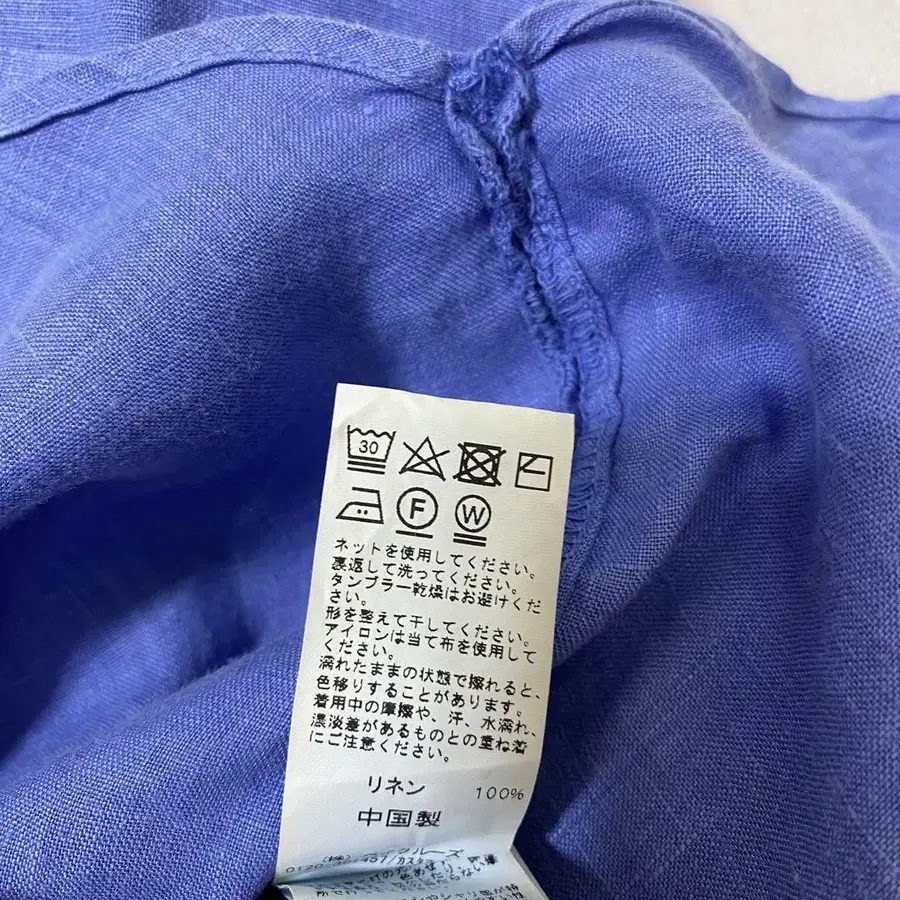 30
F W
ネットを使用してください。
裏返して洗ってください。
タンブラー乾燥はお避けくだ
さい。
形を整えて干してください。
アイロンは当て布を使用して
ください。
濡れたままの状態で擦れると、
色移りすることがあります。
着用中の摩擦や、汗、水濡れ、
濃淡差があるものとの重ね着
にご注意ください。
リネン 100%
中国製